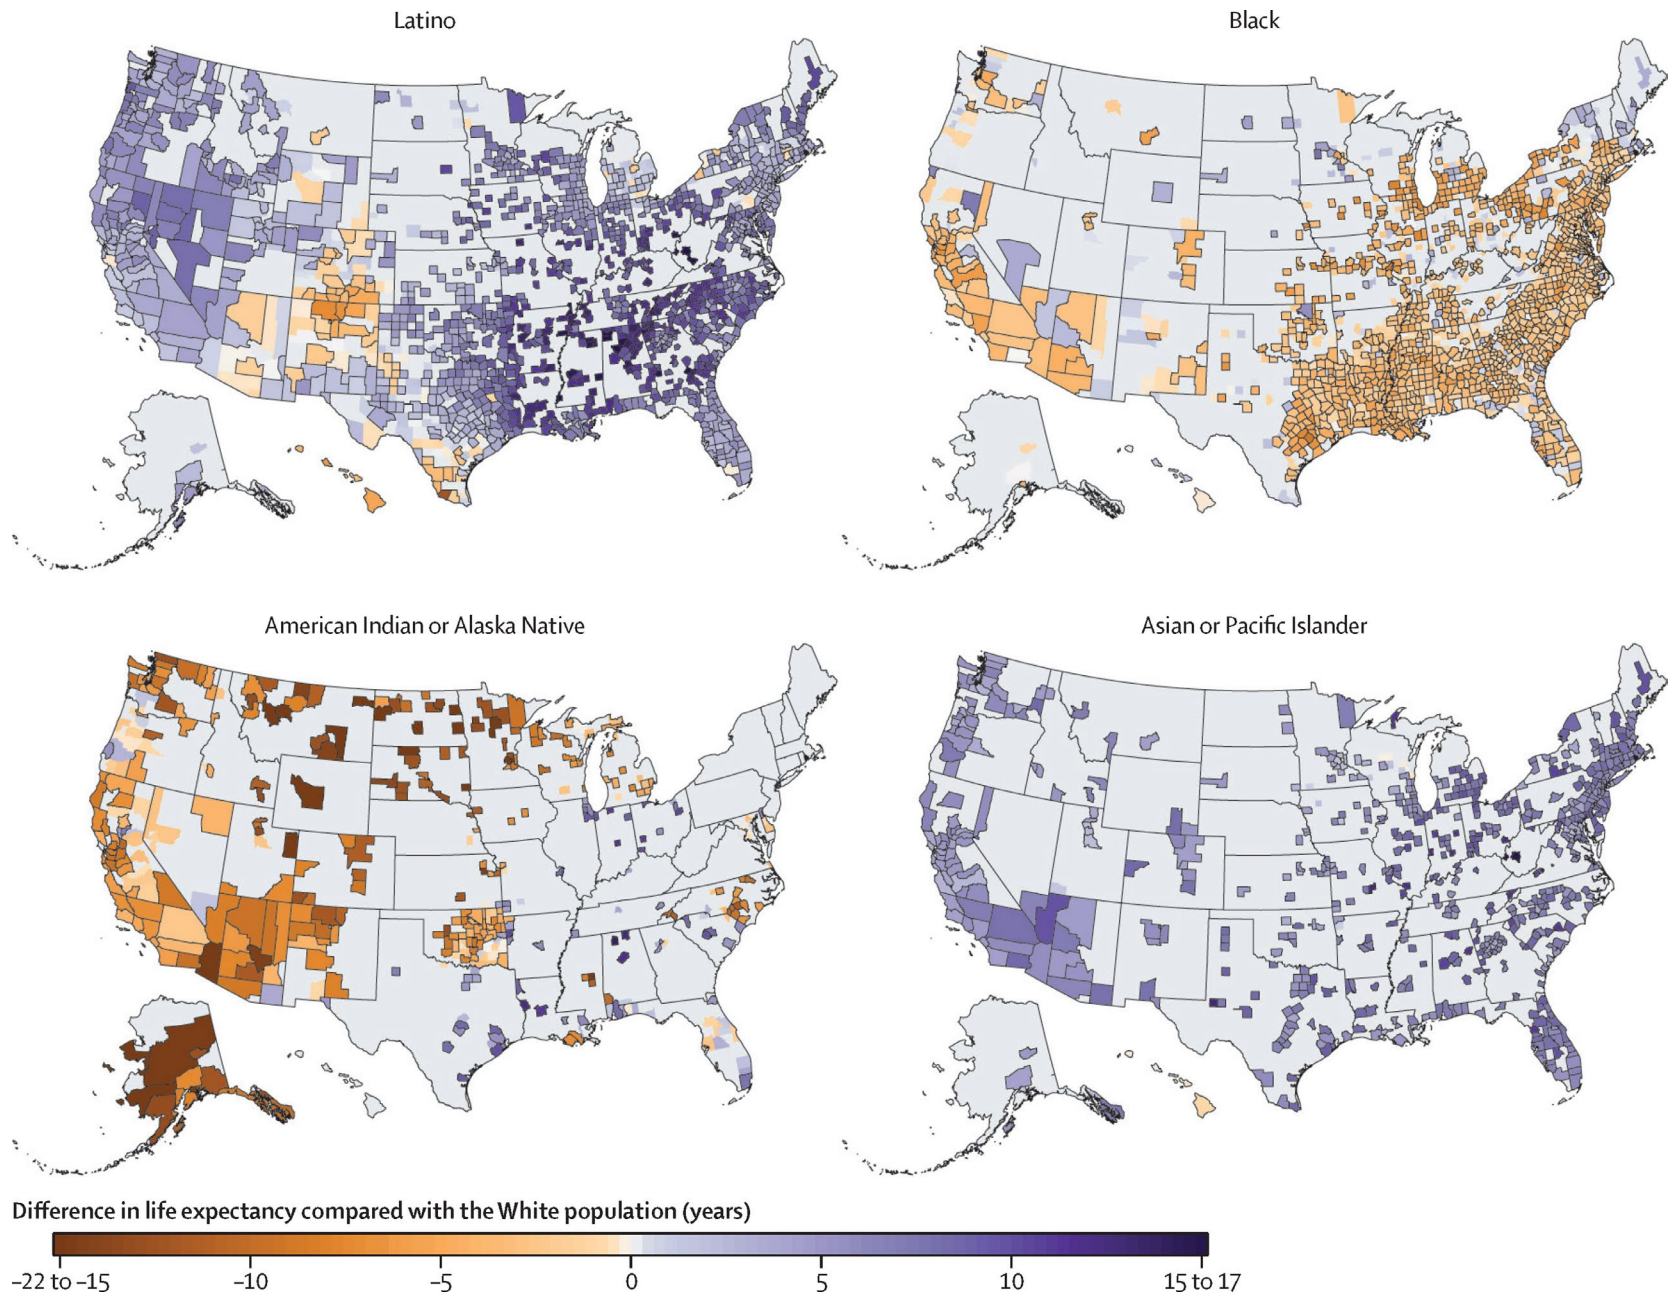 Latino
Black
American Indian or Alaska Native
Asian or Pacific Islander
Difference in life expectancy compared with the White population (years)
–22 to –15
–10
–5
0
5
10
15 to 17